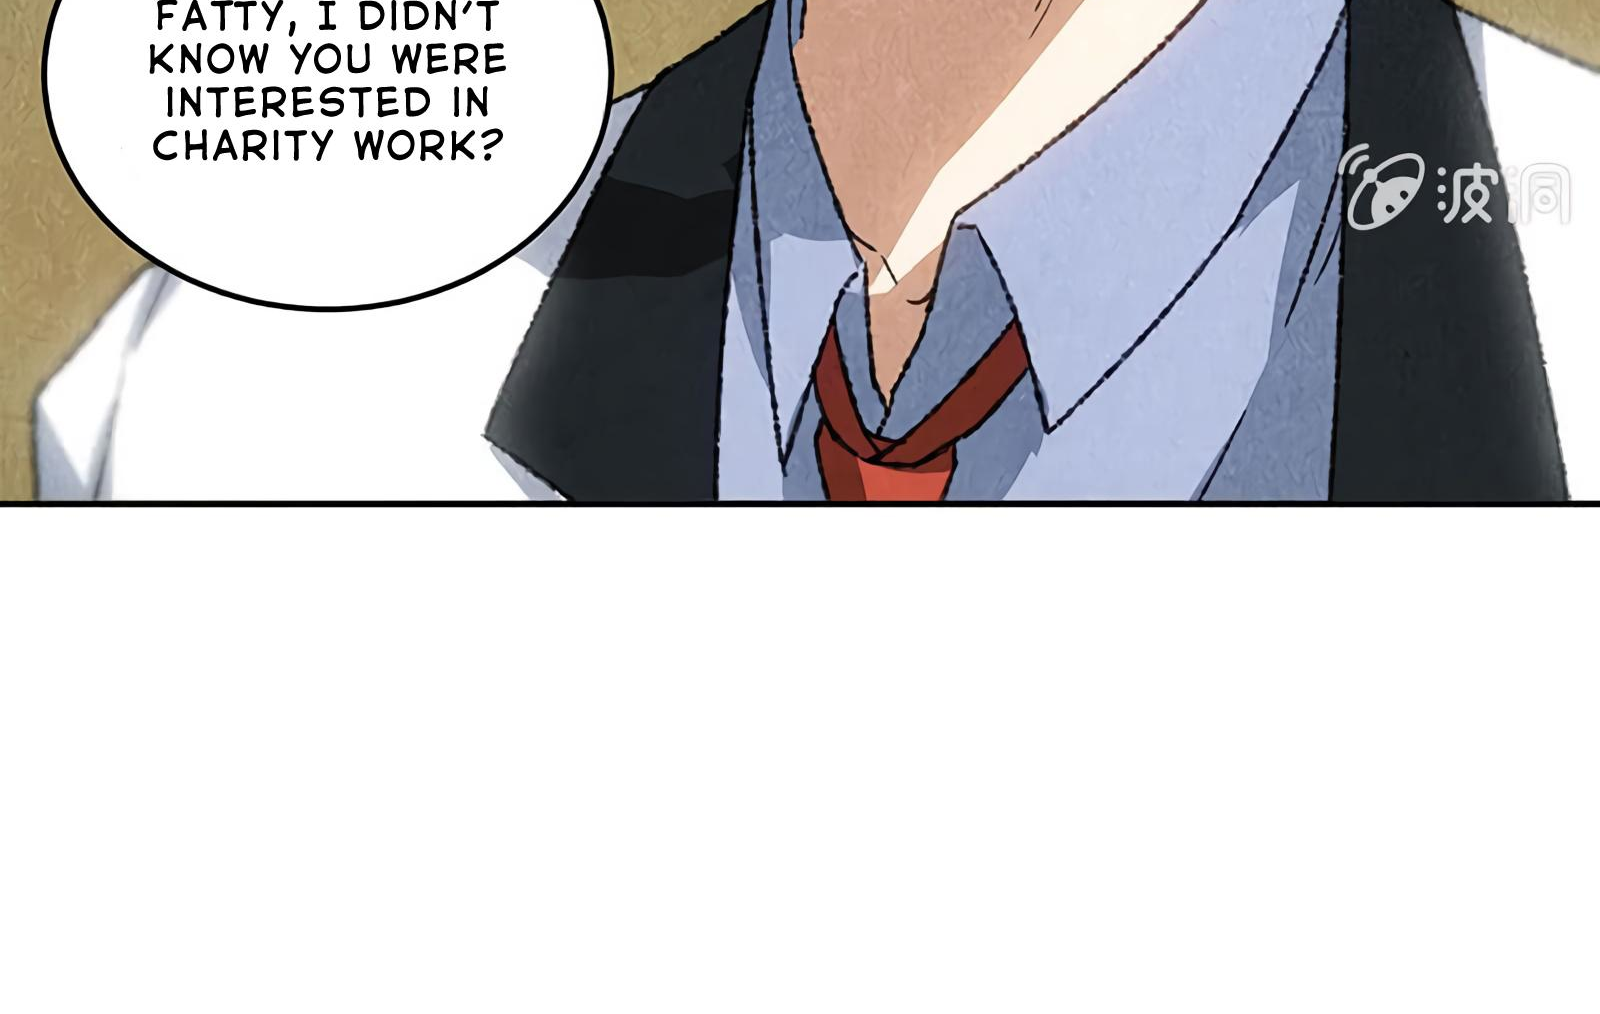 FATTY, I DIDN'T
KNOW YOU WERE
INTERESTED IN
CHARITY WORK?
波洞